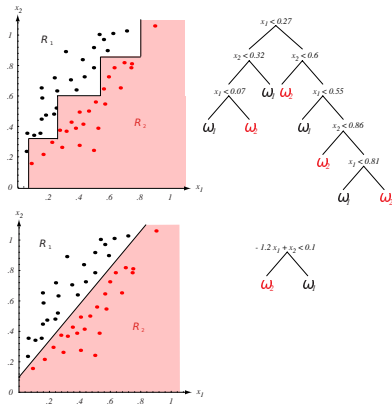 x₂
1
.8
.6
.4
.2
0
R₁
R₂
.2 .4 .6 .8 1
x₁
x₁ < 0.27
x₂ < 0.32 x₂ < 0.6
x₁ < 0.07 ω₁ ω₂ x₁ < 0.55
ω₁ ω₂ ω₁ x₂ < 0.86
ω₂ x₁ < 0.81
ω₁ ω₂
x₂
1
.8
.6
.4
.2
0
R₁
R₂
.2 .4 .6 .8 1
x₁
- 1.2 x₁ + x₂ < 0.1
ω₂ ω₁